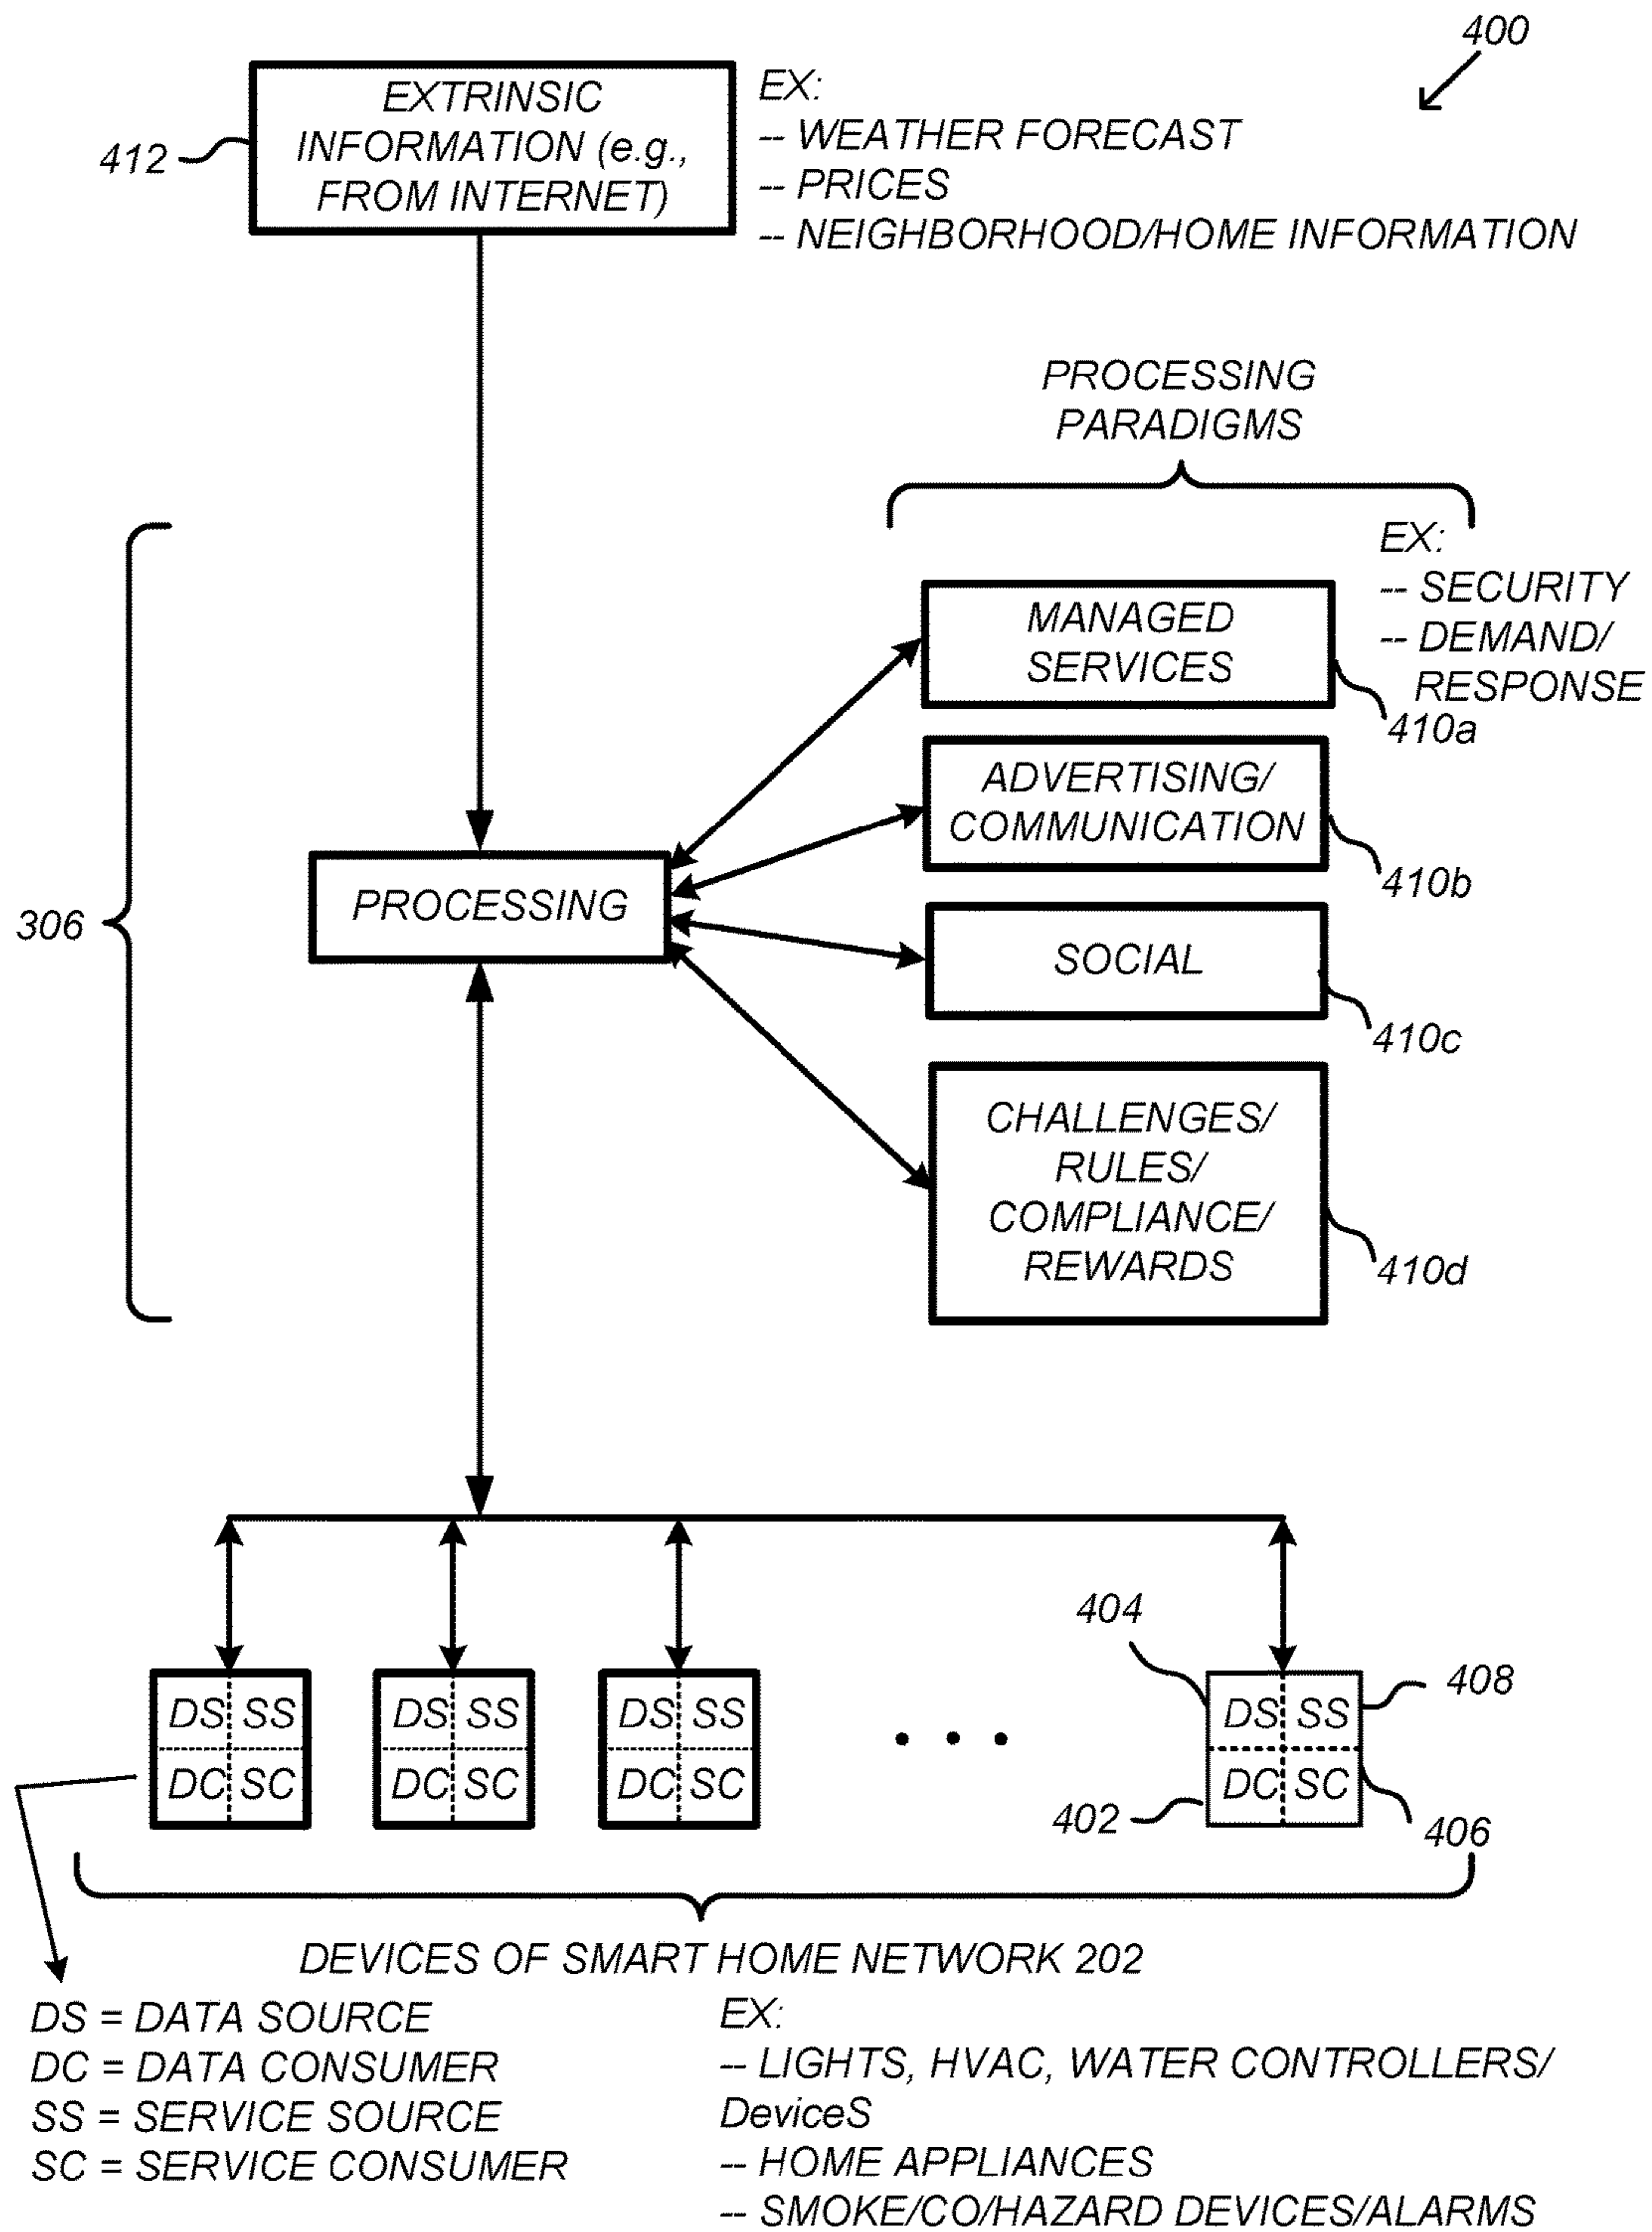 400
EXTRINSIC
INFORMATION (e.g.,
FROM INTERNET)
412
EX:
-- WEATHER FORECAST
-- PRICES
-- NEIGHBORHOOD/HOME INFORMATION
PROCESSING
PARADIGMS
EX:
-- SECURITY
-- DEMAND/
RESPONSE
MANAGED
SERVICES
410a
ADVERTISING/
COMMUNICATION
410b
306
PROCESSING
SOCIAL
410c
CHALLENGES/
RULES/
COMPLIANCE/
REWARDS
410d
404
408
DS SS
DC SC
DS SS
DC SC
DS SS
DC SC
. . .
DS SS
DC SC
402
406
DEVICES OF SMART HOME NETWORK 202
DS = DATA SOURCE
DC = DATA CONSUMER
SS = SERVICE SOURCE
SC = SERVICE CONSUMER
EX:
-- LIGHTS, HVAC, WATER CONTROLLERS/
DeviceS
-- HOME APPLIANCES
-- SMOKE/CO/HAZARD DEVICES/ALARMS